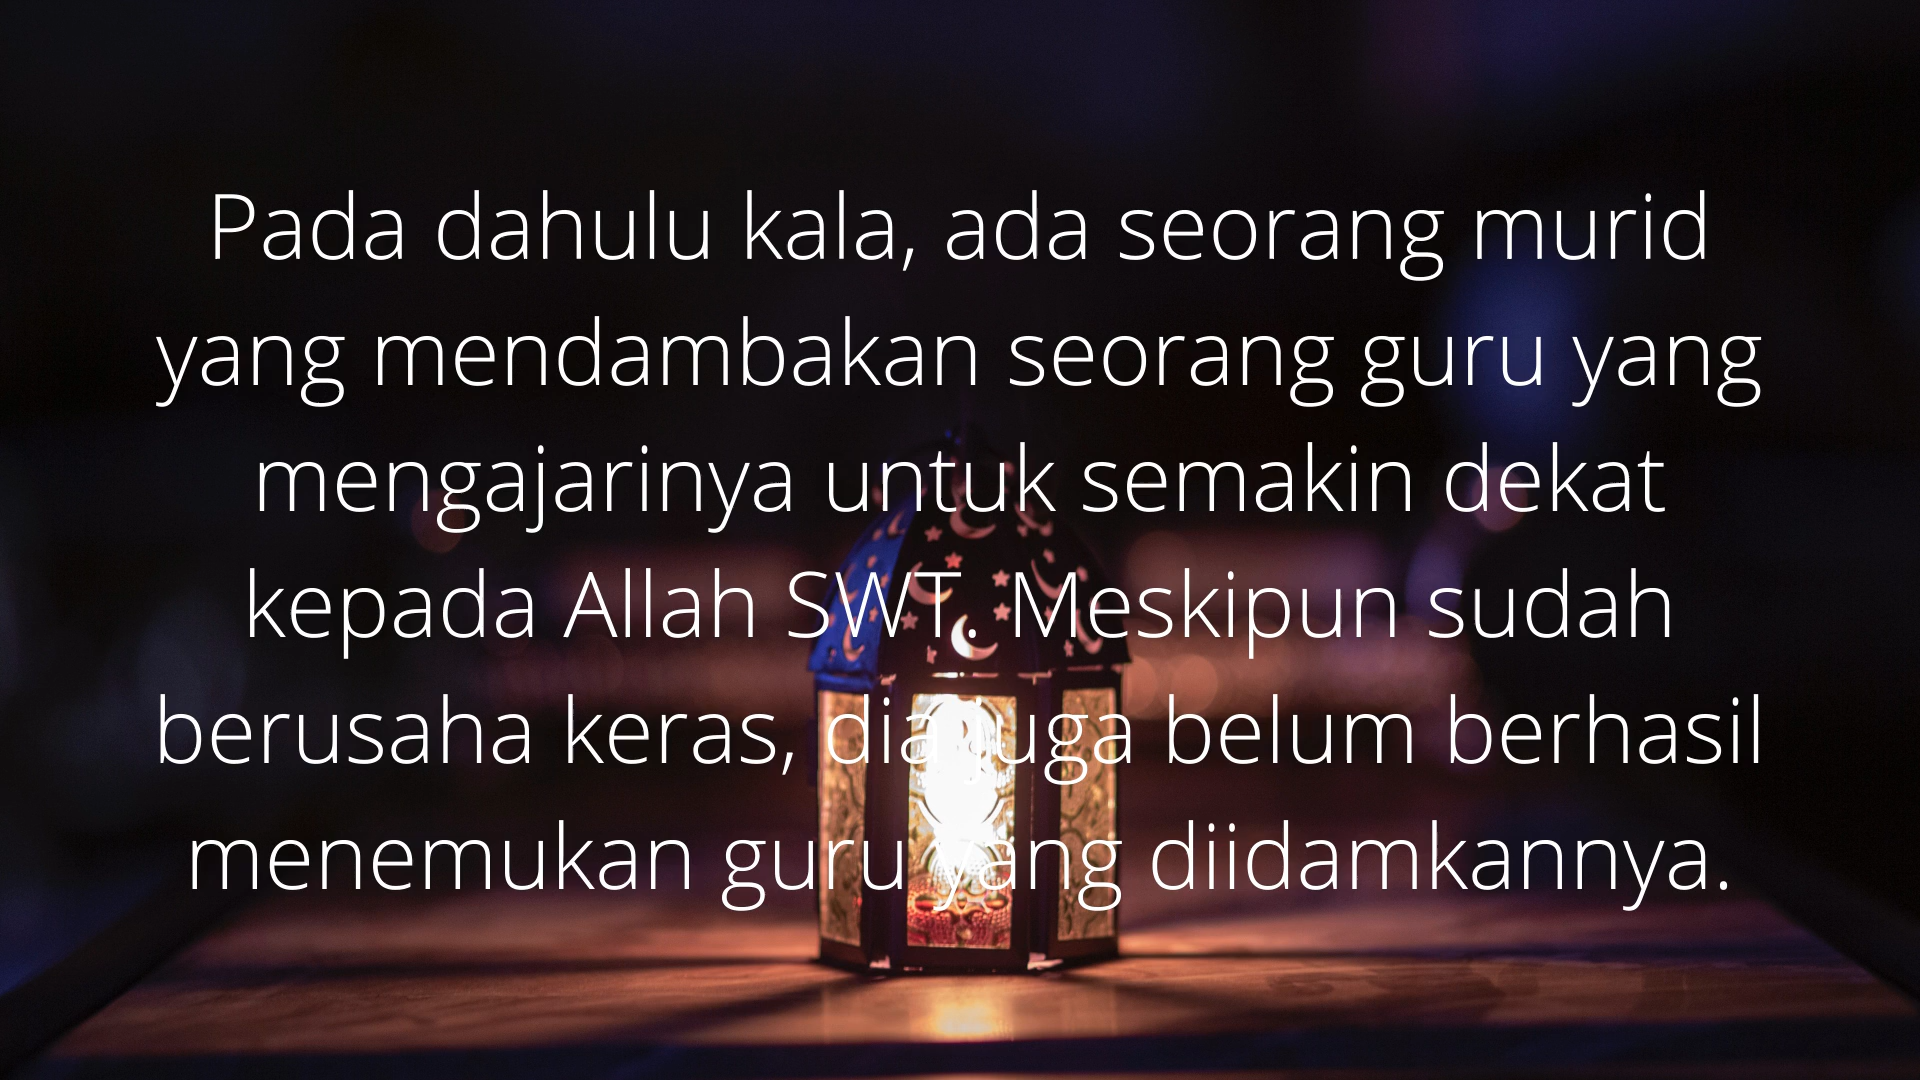 Pada dahulu kala, ada seorang murid
yang mendambakan seorang guru yang
mengajarinya untuk semakin dekat
kepada Allah SWT. Meskipun sudah
berusaha keras, dia juga belum berhasil
menemukan guru yang diidamkannya.